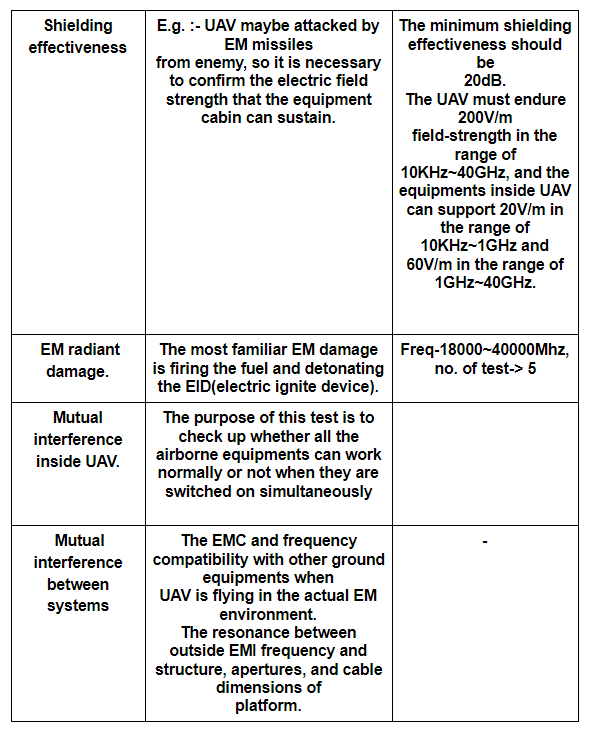 Shielding
effectiveness
E.g. :- UAV maybe attacked by
EM missiles
from enemy, so it is necessary
to confirm the electric field
strength that the equipment
cabin can sustain.
The minimum shielding
effectiveness should
be
20dB.
The UAV must endure
200V/m
field-strength in the
range of
10KHz~40GHz, and the
equipments inside UAV
can support 20V/m in
the range of
10KHz~1GHz and
60V/m in the range of
1GHz~40GHz.
EM radiant
damage.
The most familiar EM damage
is firing the fuel and detonating
the EID(electric ignite device).
Freq-18000~40000Mhz,
no. of test-> 5
Mutual
interference
inside UAV.
The purpose of this test is to
check up whether all the
airborne equipments can work
normally or not when they are
switched on simultaneously
Mutual
interference
between
systems
The EMC and frequency
compatibility with other ground
equipments when
UAV is flying in the actual EM
environment.
The resonance between
outside EMI frequency and
structure, apertures, and cable
dimensions of
platform.
-